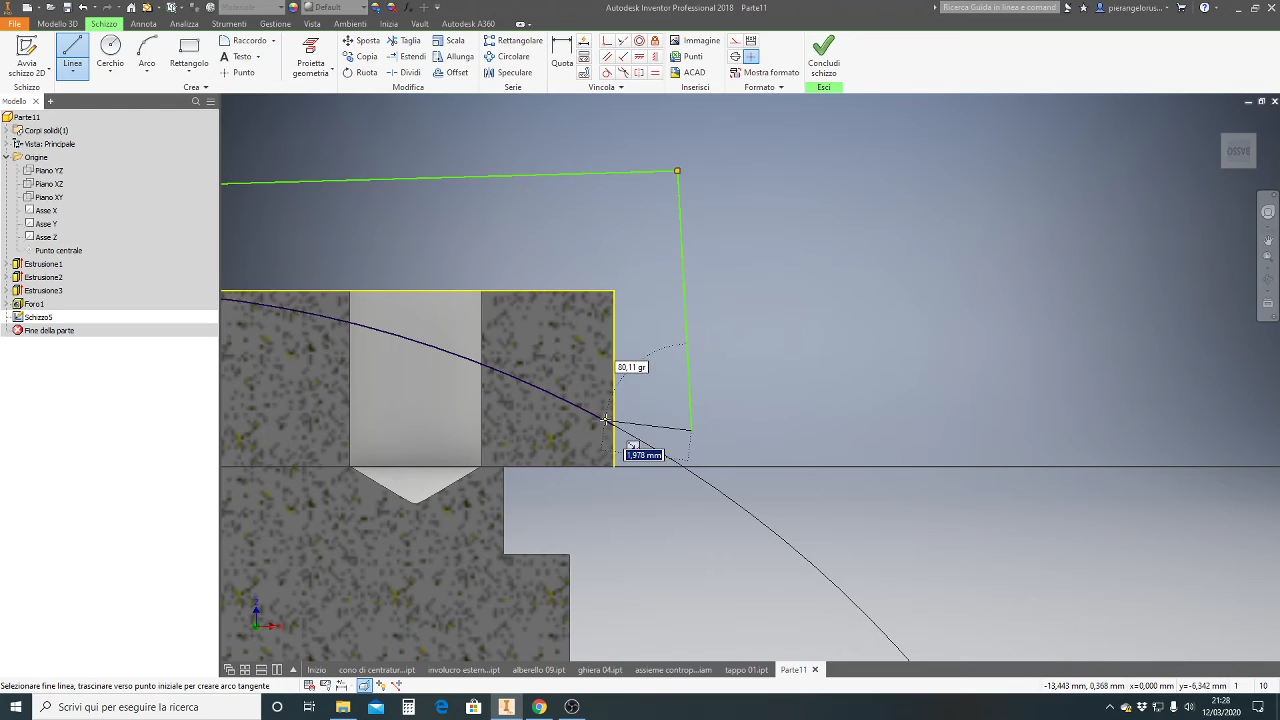 Materiale
Default
Autodesk Inventor Professional 2018 Parte11
Ricerca Guida in linea e comand
pierangelorus...
File Modello 3D Schizzo Annota Analizza Strumenti Gestisci Vista Ambienti Inizia Vault Autodesk A360
Avvia schizzo 2D
Linea
Cerchio
Arco
Rettangolo
Raccordo
Testo
Punto
Proietta geometria
Sposta
Copia
Ruota
Taglia
Estendi
Dividi
Scala
Allunga
Offset
Rettangolare
Circolare
Speculare
Quota
Immagine
Punti
ACAD
Mostra formato
Concludi schizzo
Schizzo Crea Modifica Serie Vincola Inserisci Formato Esci
Modello
Parte11
Corpi solidi(1)
Vista: Principale
Origine
Piano YZ
Piano XZ
Piano XY
Asse X
Asse Y
Asse Z
Punto centrale
Estrusione1
Estrusione2
Estrusione3
Foro1
Schizzo5
Fine della parte
BASSO
80,11 gr
1,978 mm
Z
Inizio cono di centratur...ipt involucro estern...ipt alberello 09.ipt ghiera 04.ipt assieme controp...iam tappo 01.ipt Parte11
Selezionare fine linea, trascinare verso punto iniziale per creare arco tangente
-13,443 mm, 0,368 mm x=0,000 mm y=-6,342 mm 1 10
Scrivi qui per eseguire la ricerca
21:28
12/03/2020